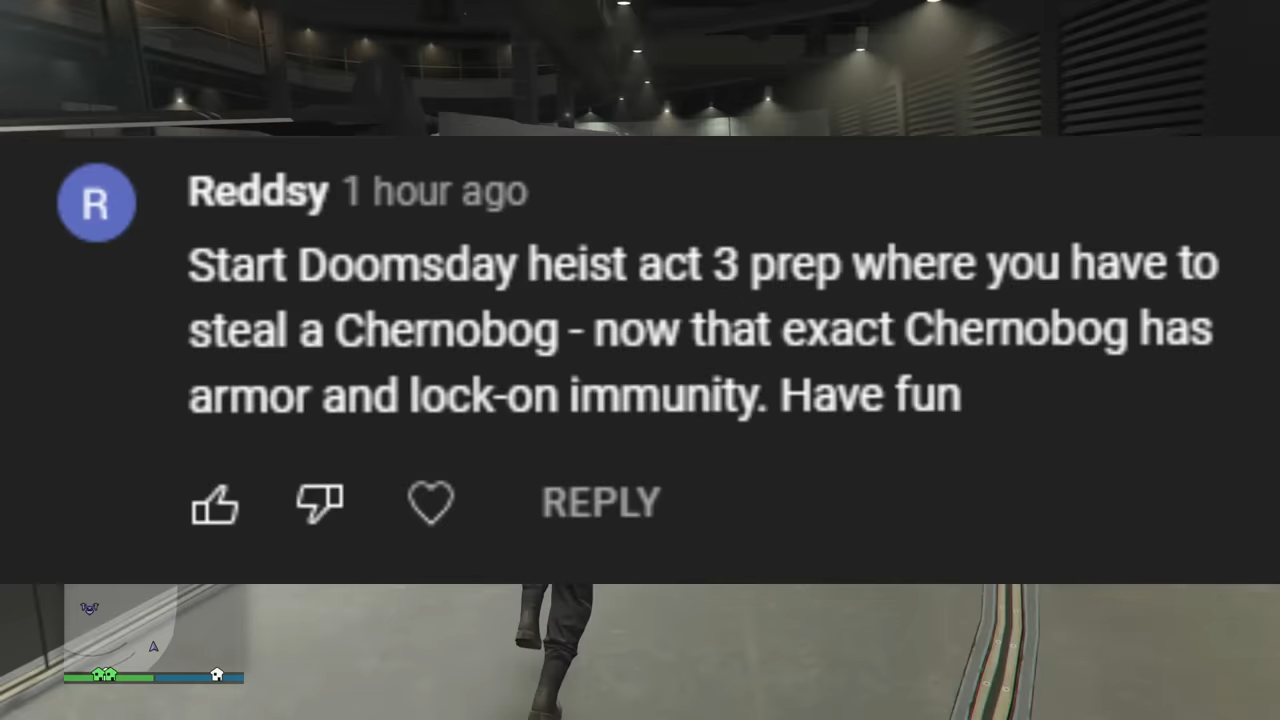 R
Reddsy 1 hour ago
Start Doomsday heist act 3 prep where you have to
steal a Chernobog - now that exact Chernobog has
armor and lock-on immunity. Have fun
REPLY